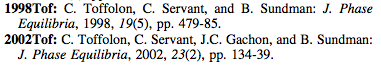 1998Tof: C. Toffolon, C. Servant, and B. Sundman: J. Phase
Equilibria, 1998, 19(5), pp. 479-85.
2002Tof: C. Toffolon, C. Servant, J.C. Gachon, and B. Sundman:
J. Phase Equilibria, 2002, 23(2), pp. 134-39.